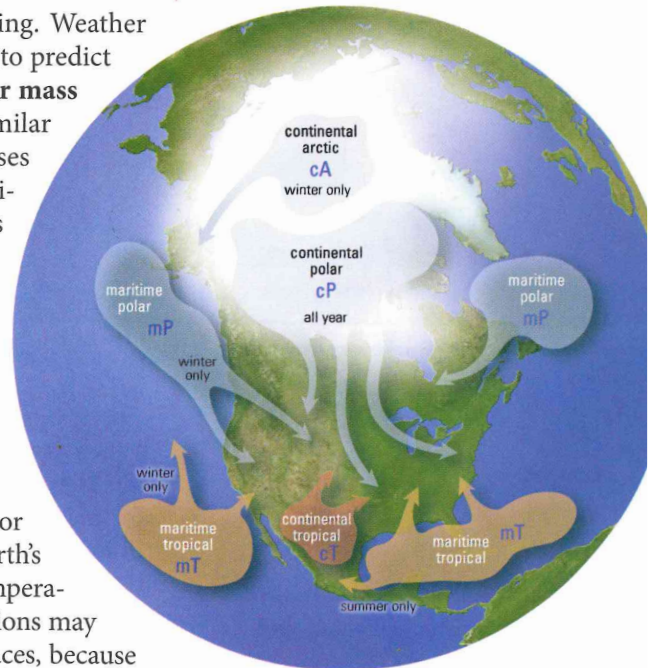 ing. Weather
to predict
r mass
milar
ses
i-
s
or
rth's
npera-
ions may
ices, because
continental
arctic
cA
winter only
continental
polar
cP
all year
maritime
polar
mP
winter
only
maritime
polar
mP
winter
only
maritime
tropical
mT
continental
tropical
cT
maritime
tropical
mT
summer only